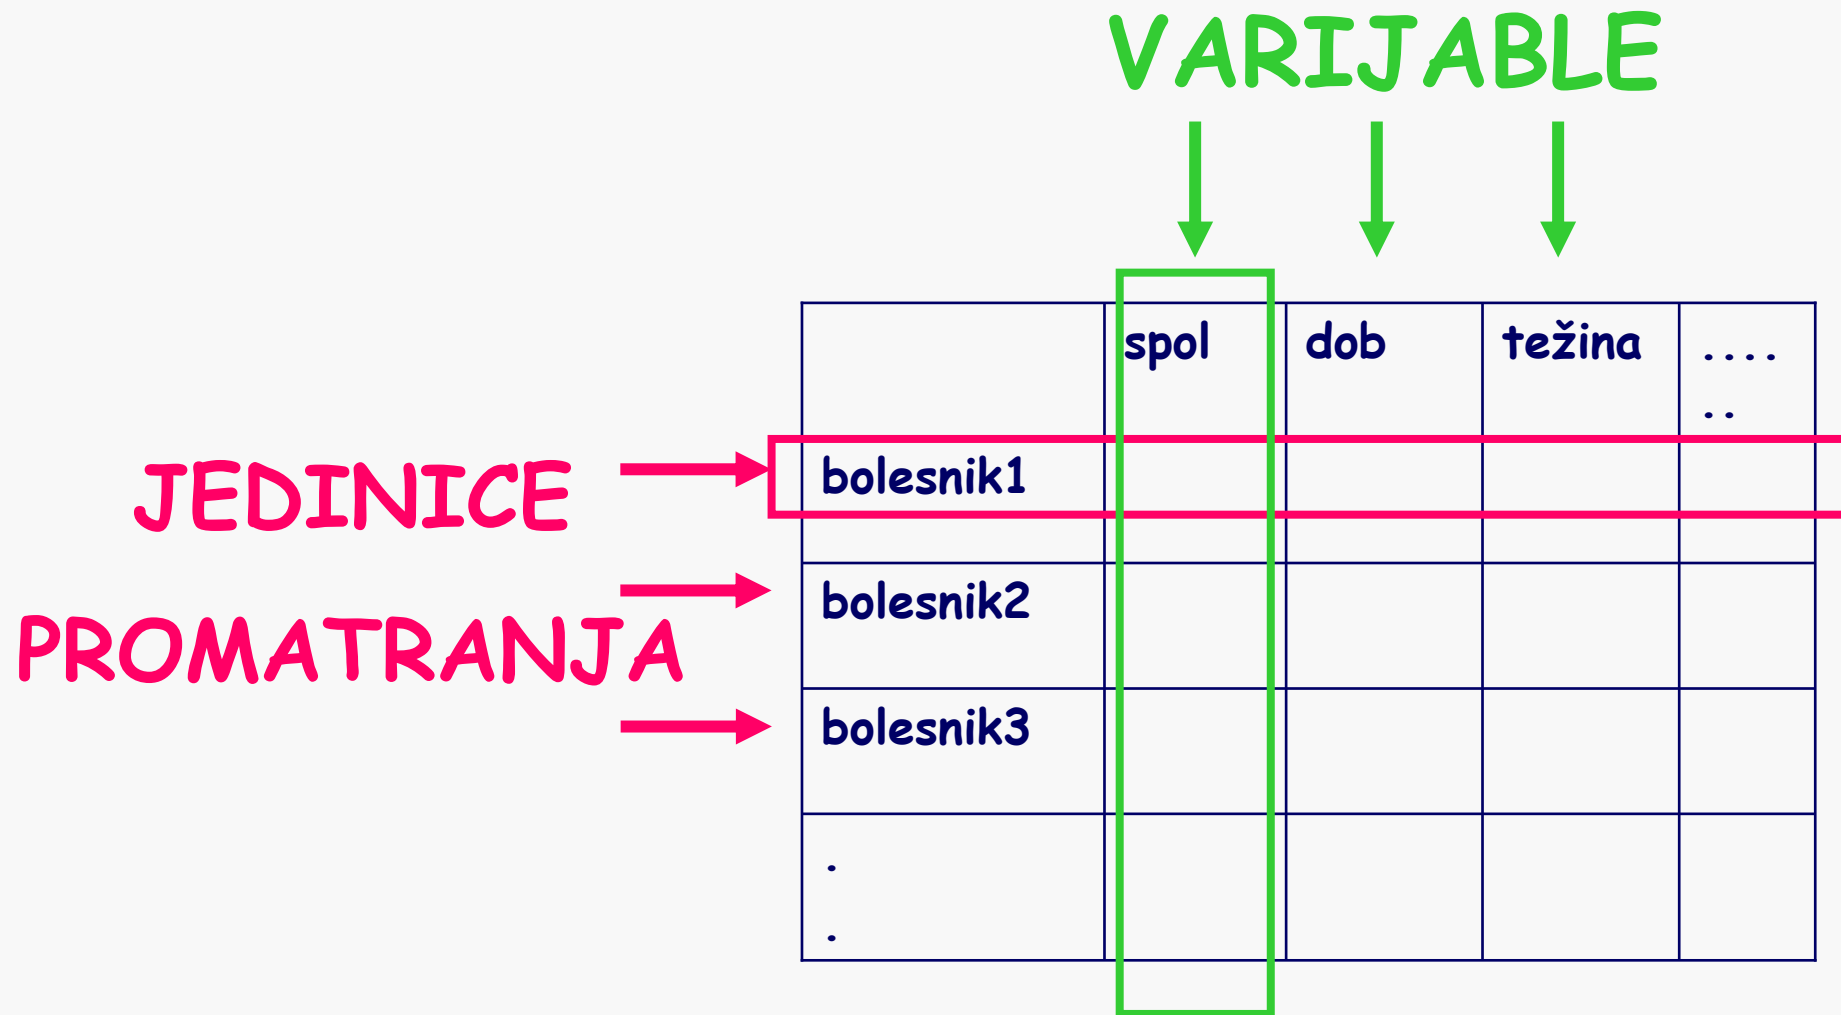 VARIJABLE
spol dob težina ....
..
JEDINICE
PROMATRANJA
bolesnik1
bolesnik2
bolesnik3
.
.